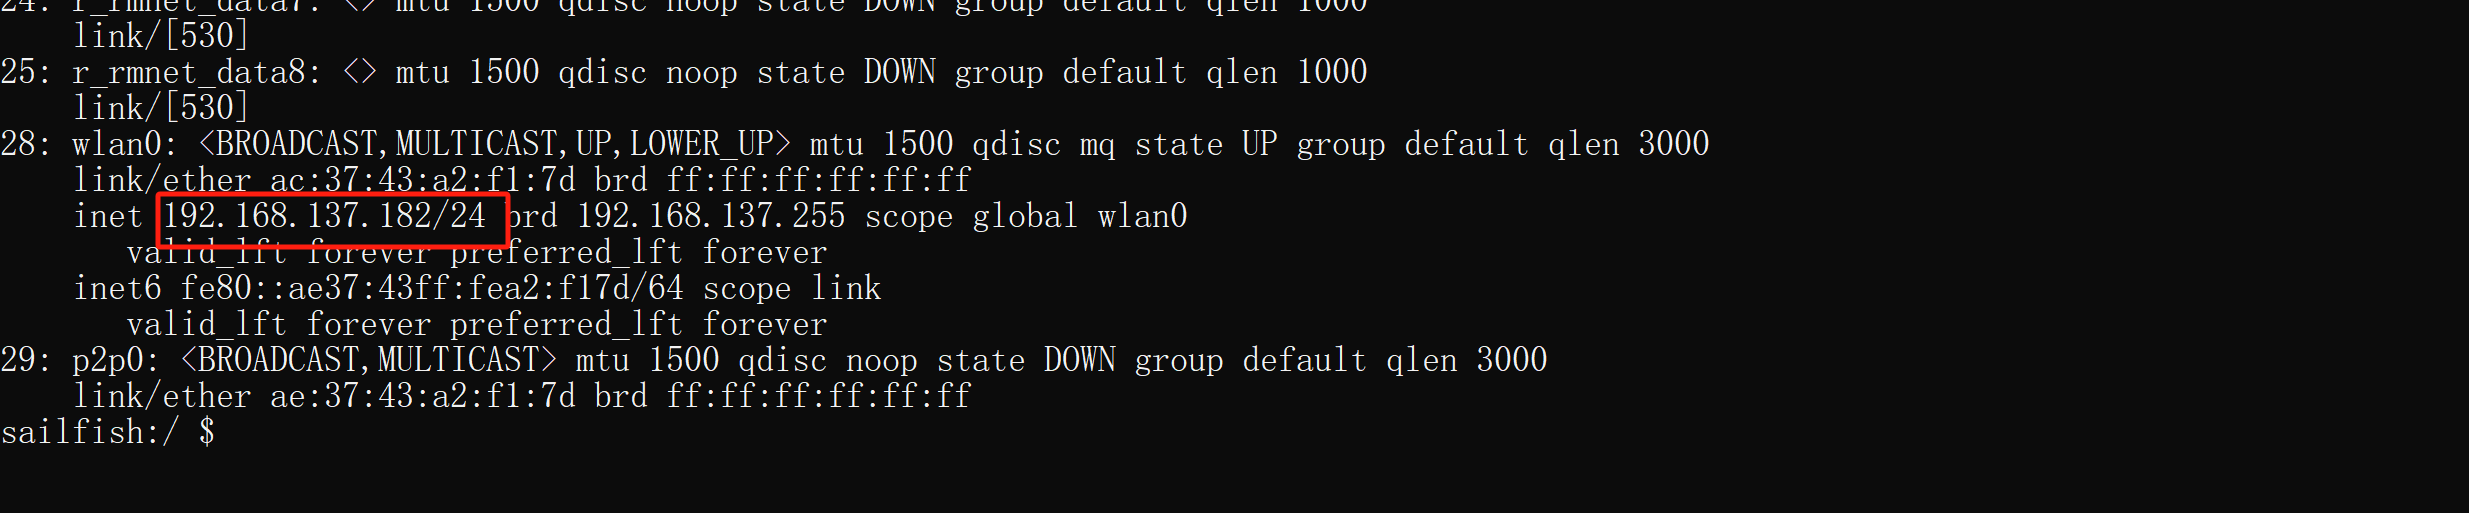 24: r_rmnet_data7: <> mtu 1500 qdisc noop state DOWN group default qlen 1000
link/[530]
25: r_rmnet_data8: <> mtu 1500 qdisc noop state DOWN group default qlen 1000
link/[530]
28: wlan0: <BROADCAST,MULTICAST,UP,LOWER_UP> mtu 1500 qdisc mq state UP group default qlen 3000
link/ether ac:37:43:a2:f1:7d brd ff:ff:ff:ff:ff:ff
inet 192.168.137.182/24 brd 192.168.137.255 scope global wlan0
valid_lft forever preferred_lft forever
inet6 fe80::ae37:43ff:fea2:f17d/64 scope link
valid_lft forever preferred_lft forever
29: p2p0: <BROADCAST,MULTICAST> mtu 1500 qdisc noop state DOWN group default qlen 3000
link/ether ae:37:43:a2:f1:7d brd ff:ff:ff:ff:ff:ff
sailfish:/ $